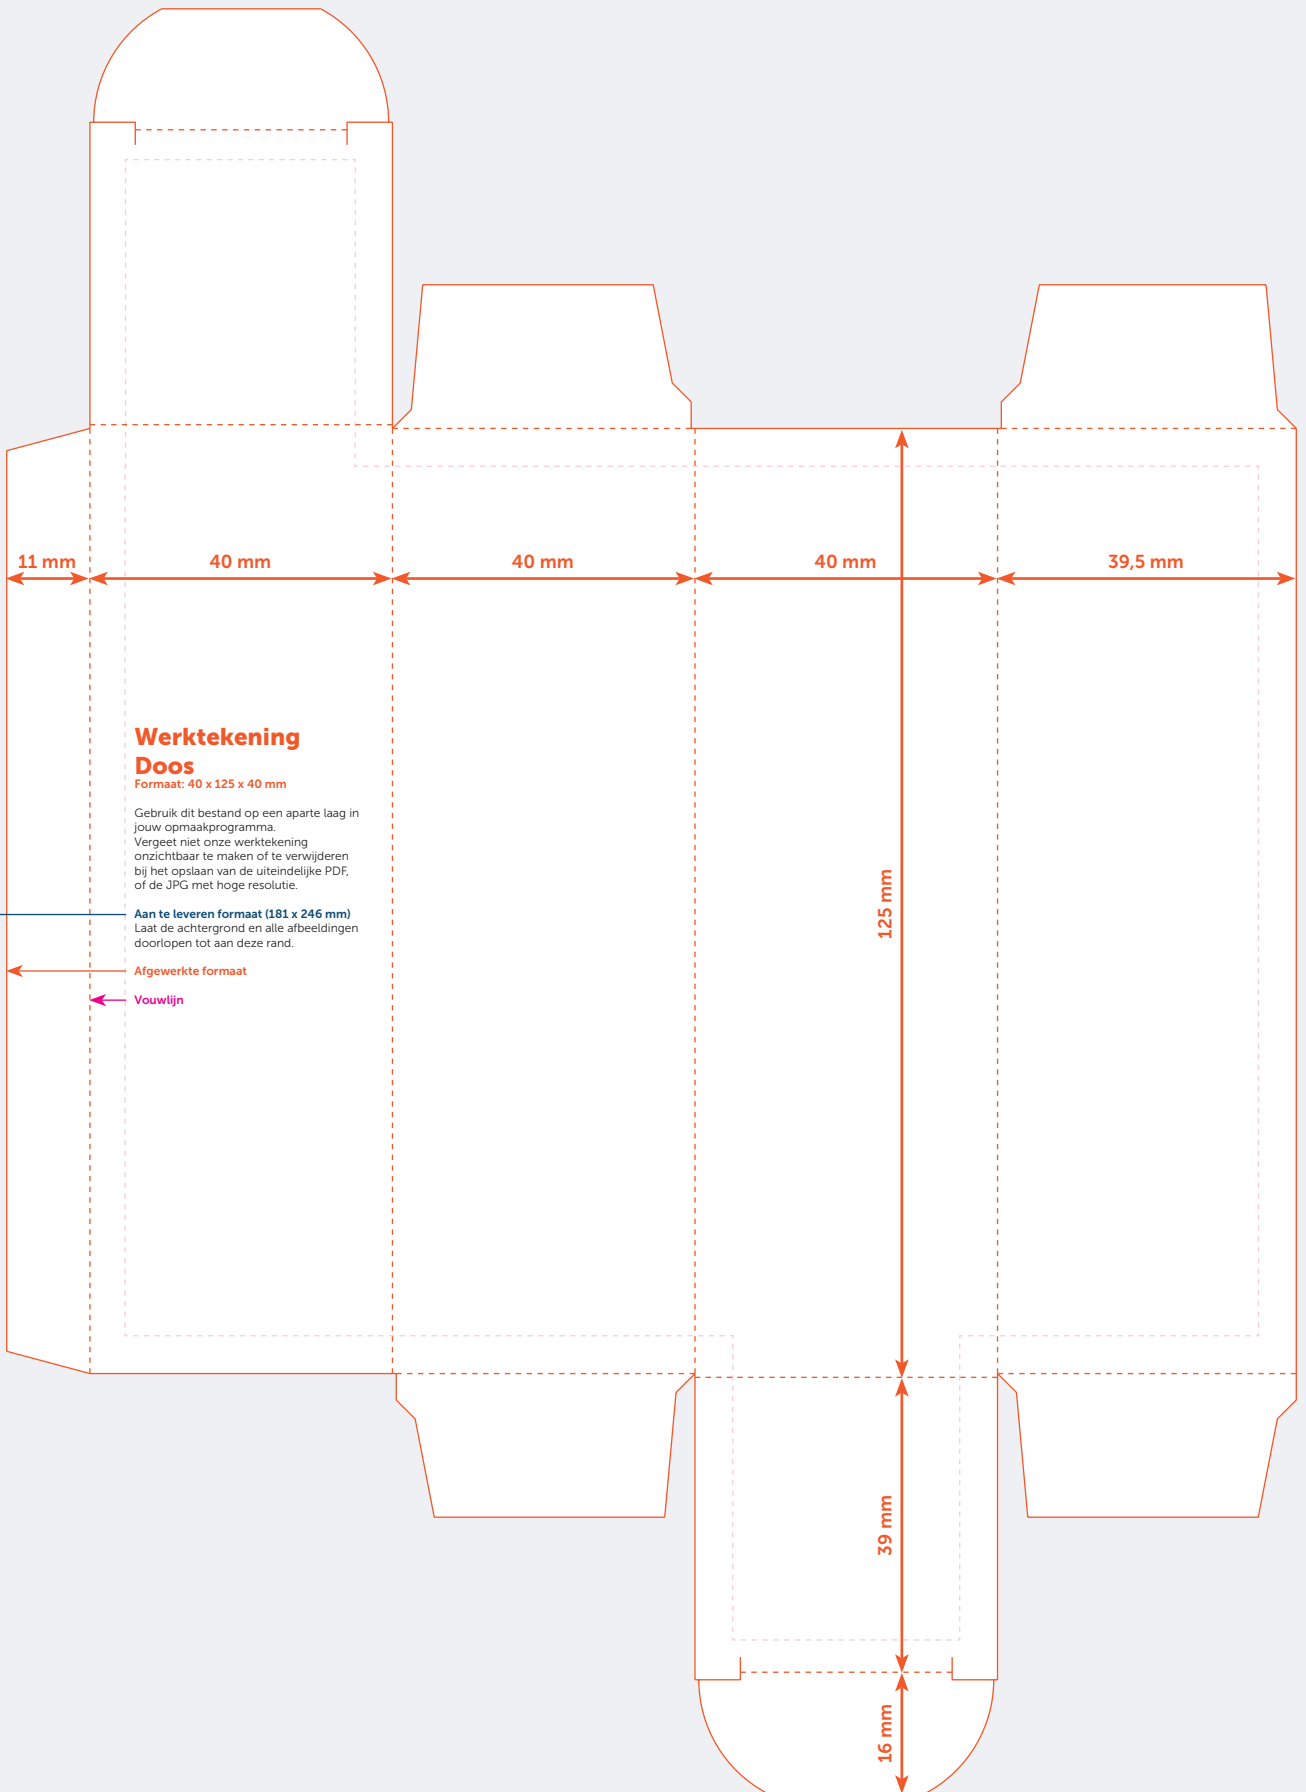 11 mm
40 mm
40 mm
40 mm
39,5 mm
Werktekening
Doos
Formaat: 40 x 125 x 40 mm
Gebruik dit bestand op een aparte laag in
jouw opmaakprogramma.
Vergeet niet onze werktekening
onzichtbaar te maken of te verwijderen
bij het opslaan van de uiteindelijke PDF,
of de JPG met hoge resolutie.
Aan te leveren formaat (181 x 246 mm)
Laat de achtergrond en alle afbeeldingen
doorlopen tot aan deze rand.
Afgewerkte formaat
Vouwlijn
125 mm
39 mm
16 mm